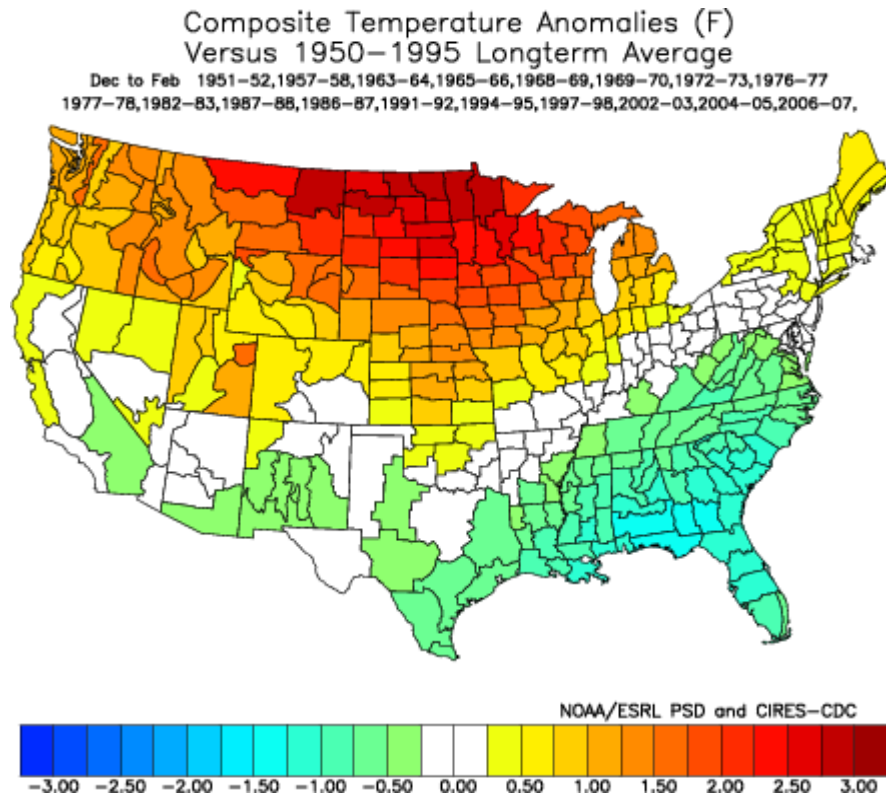 Composite Temperature Anomalies (F)
Versus 1950-1995 Longterm Average
Dec to Feb 1951-52,1957-58,1963-64,1965-66,1968-69,1969-70,1972-73,1976-77
1977-78,1982-83,1987-88,1986-87,1991-92,1994-95,1997-98,2002-03,2004-05,2006-07,
NOAA/ESRL PSD and CIRES-CDC
-3.00 -2.50 -2.00 -1.50 -1.00 -0.50 0.00 0.50 1.00 1.50 2.00 2.50 3.00